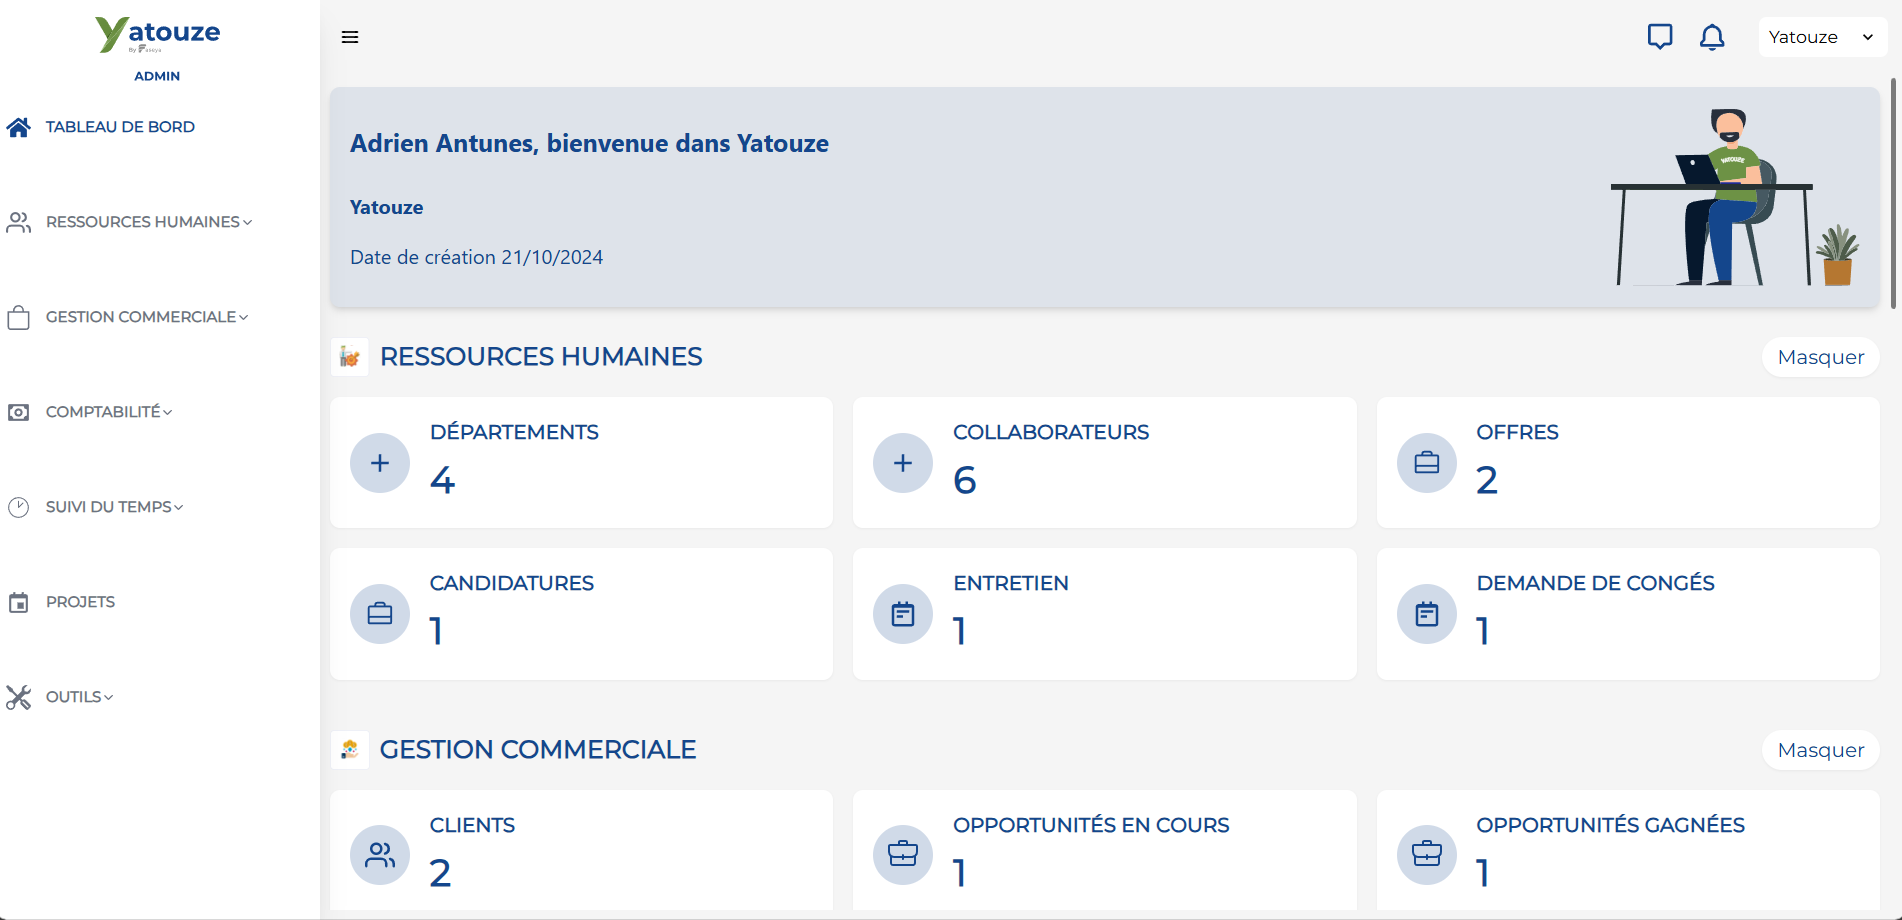 Yatouze
By Faeeya
ADMIN
TABLEAU DE BORD
RESSOURCES HUMAINES
GESTION COMMERCIALE
COMPTABILITÉ
SUIVI DU TEMPS
PROJETS
OUTILS
Yatouze
Adrien Antunes, bienvenue dans Yatouze
Yatouze
Date de création 21/10/2024
YATOUZE
RESSOURCES HUMAINES
Masquer
DÉPARTEMENTS
4
COLLABORATEURS
6
OFFRES
2
CANDIDATURES
1
ENTRETIEN
1
DEMANDE DE CONGÉS
1
GESTION COMMERCIALE
Masquer
CLIENTS
2
OPPORTUNITÉS EN COURS
1
OPPORTUNITÉS GAGNÉES
1